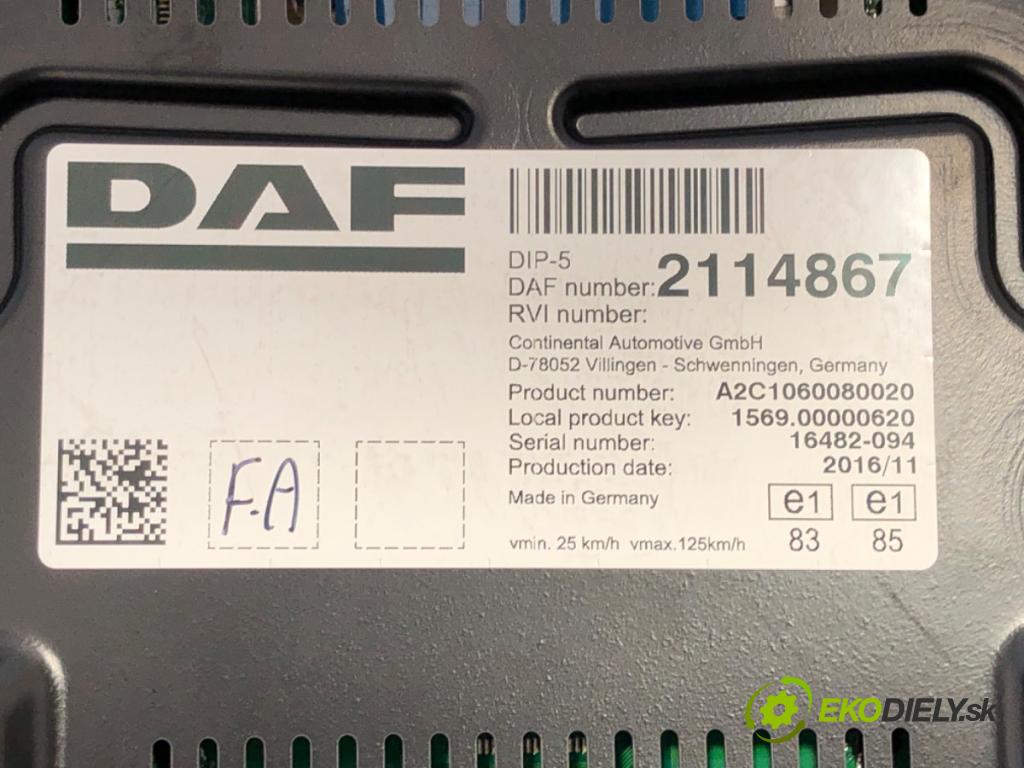 DAF
DIP-5
DAF number: 2114867
RVI number:
Continental Automotive GmbH
D-78052 Villingen - Schwenningen, Germany
Product number: A2C1060080020
Local product key: 1569.00000620
Serial number: 16482-094
Production date: 2016/11
Made in Germany e1 e1
vmin. 25 km/h vmax.125km/h 83 85
F.A
EKODIELY.sk